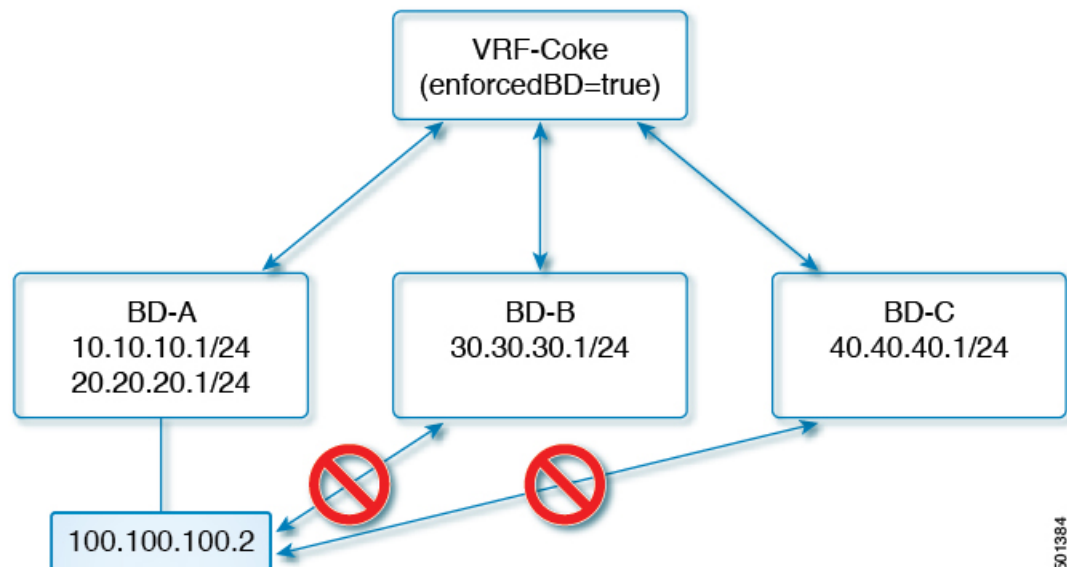 VRF-Coke
(enforcedBD=true)
BD-A
10.10.10.1/24
20.20.20.1/24
BD-B
30.30.30.1/24
BD-C
40.40.40.1/24
100.100.100.2
501384